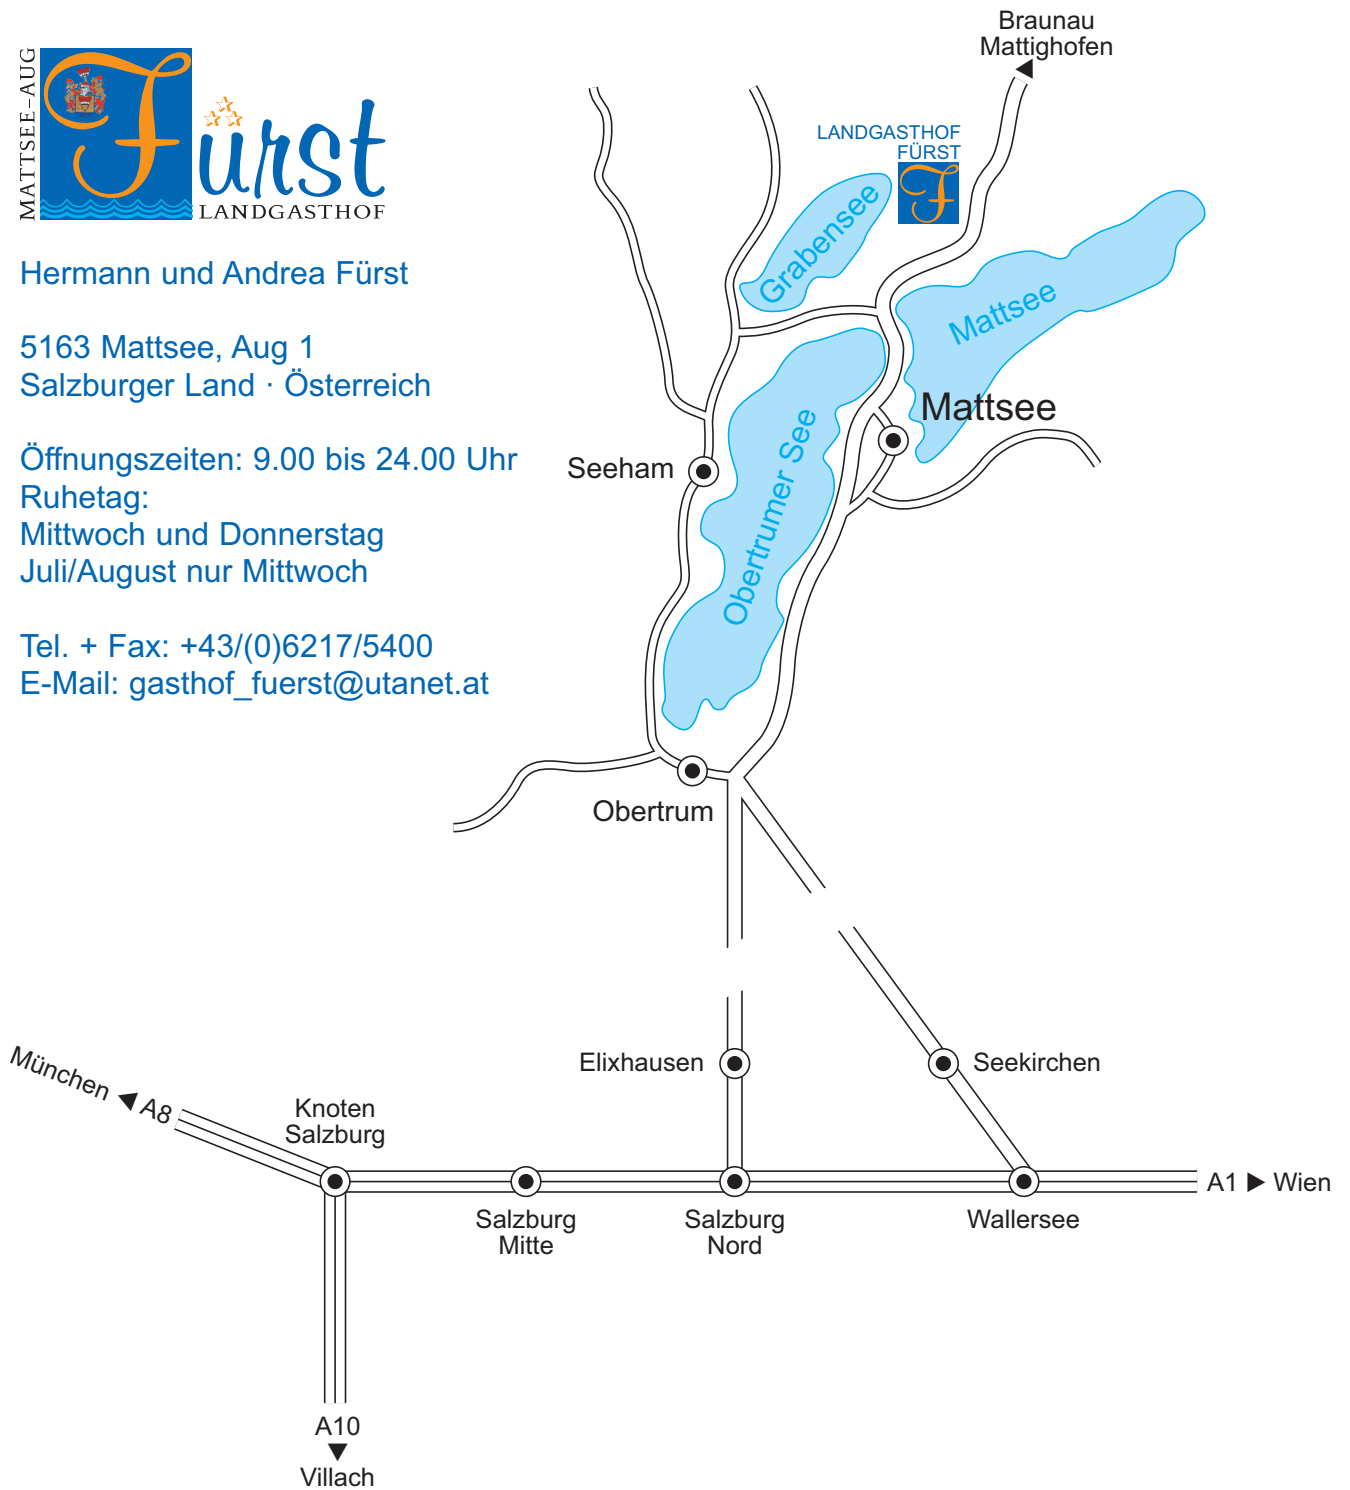 MATTSEE-AUG
Fürst
LANDGASTHOF
Hermann und Andrea Fürst
5163 Mattsee, Aug 1
Salzburger Land · Österreich
Öffnungszeiten: 9.00 bis 24.00 Uhr
Ruhetag:
Mittwoch und Donnerstag
Juli/August nur Mittwoch
Tel. + Fax: +43/(0)6217/5400
E-Mail: gasthof_fuerst@utanet.at
Braunau
Mattighofen
LANDGASTHOF
FÜRST
F
Grabensee
Mattsee
Mattsee
Obertrumer See
Seeham
Obertrum
Elixhausen
Seekirchen
München ◀ A8
Knoten
Salzburg
Salzburg
Mitte
Salzburg
Nord
Wallersee
A1 ▶ Wien
A10
Villach